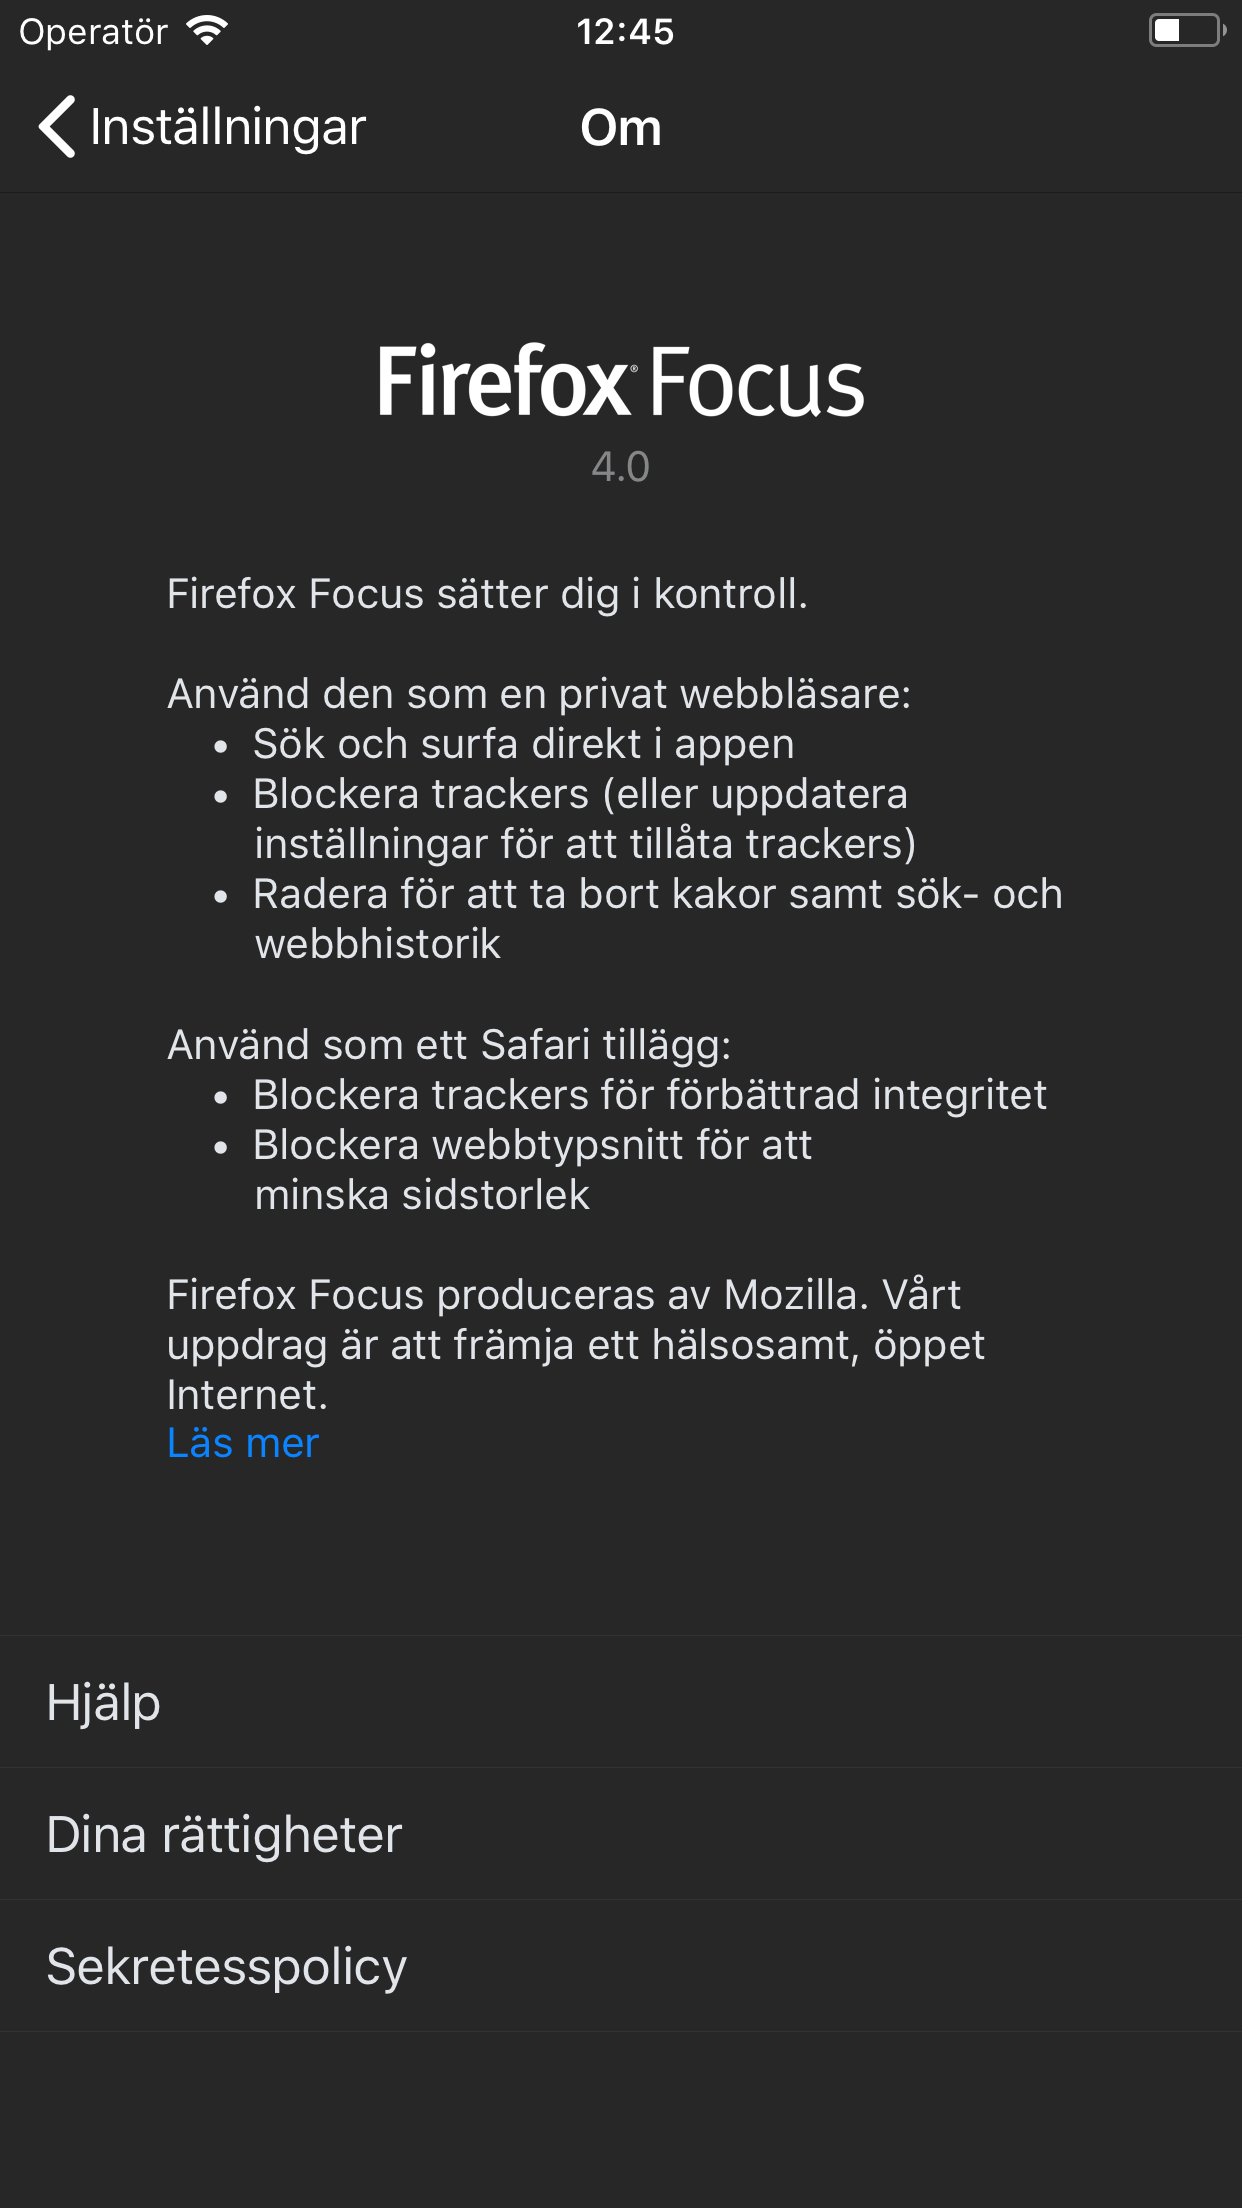 Operatör
12:45
Inställningar
Om
Firefox® Focus
4.0
Firefox Focus sätter dig i kontroll.
Använd den som en privat webbläsare:
• Sök och surfa direkt i appen
• Blockera trackers (eller uppdatera
inställningar för att tillåta trackers)
• Radera för att ta bort kakor samt sök- och
webbhistorik
Använd som ett Safari tillägg:
• Blockera trackers för förbättrad integritet
• Blockera webbtypsnitt för att
minska sidstorlek
Firefox Focus produceras av Mozilla. Vårt
uppdrag är att främja ett hälsosamt, öppet
Internet.
Läs mer
Hjälp
Dina rättigheter
Sekretesspolicy